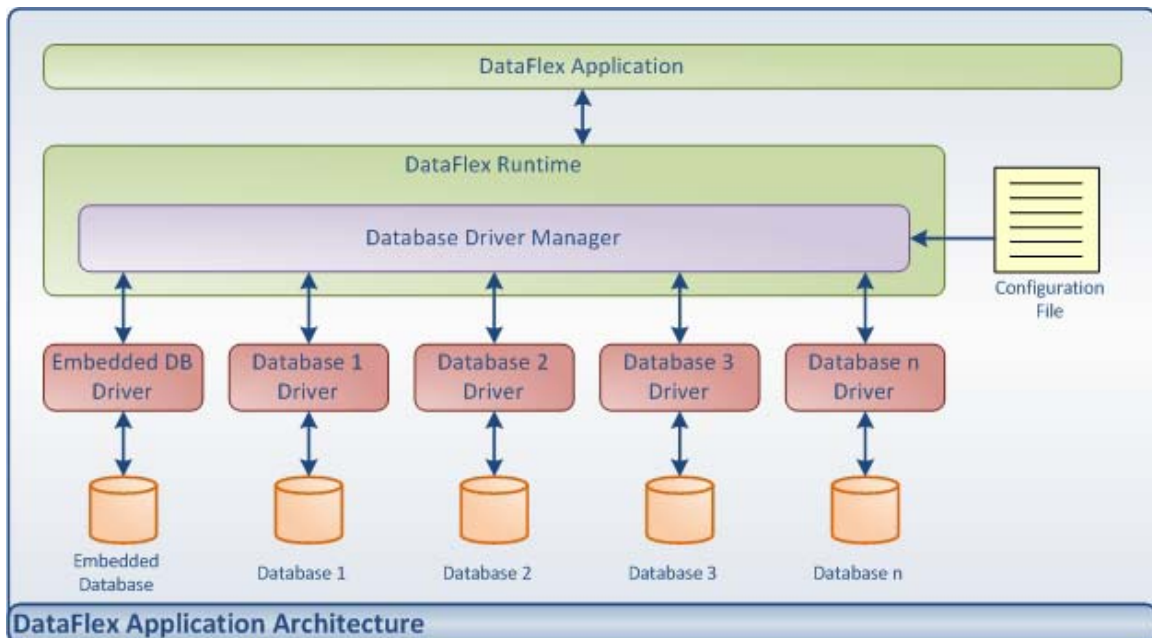 DataFlex Application
DataFlex Runtime
Database Driver Manager
Configuration
File
Embedded DB
Driver
Database 1
Driver
Database 2
Driver
Database 3
Driver
Database n
Driver
Embedded
Database
Database 1
Database 2
Database 3
Database n
DataFlex Application Architecture